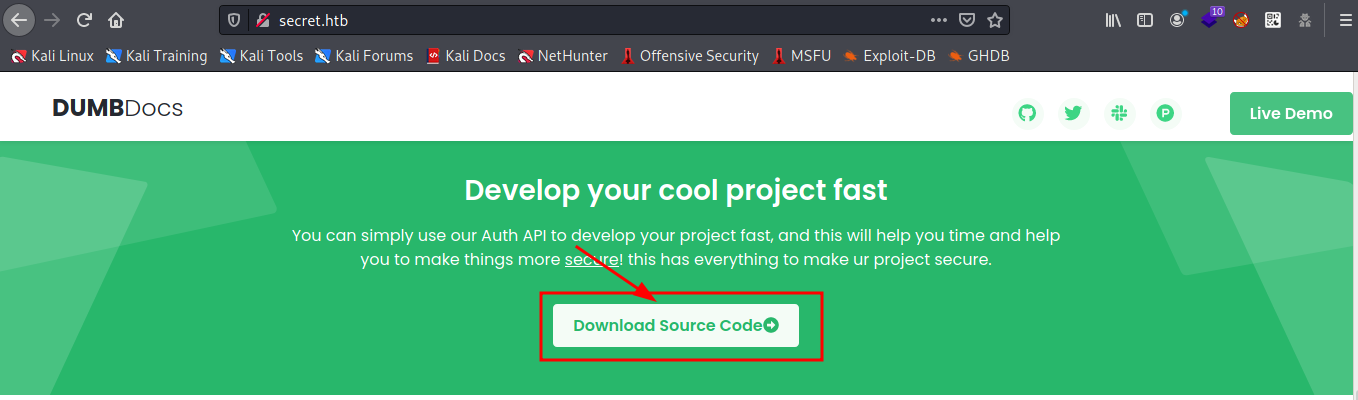 secret.htb
10
Kali Linux Kali Training Kali Tools Kali Forums Kali Docs NetHunter Offensive Security MSFU Exploit-DB GHDB
DUMBDocs
P
Live Demo
Develop your cool project fast
You can simply use our Auth API to develop your project fast, and this will help you time and help
you to make things more secure! this has everything to make ur project secure.
Download Source Code